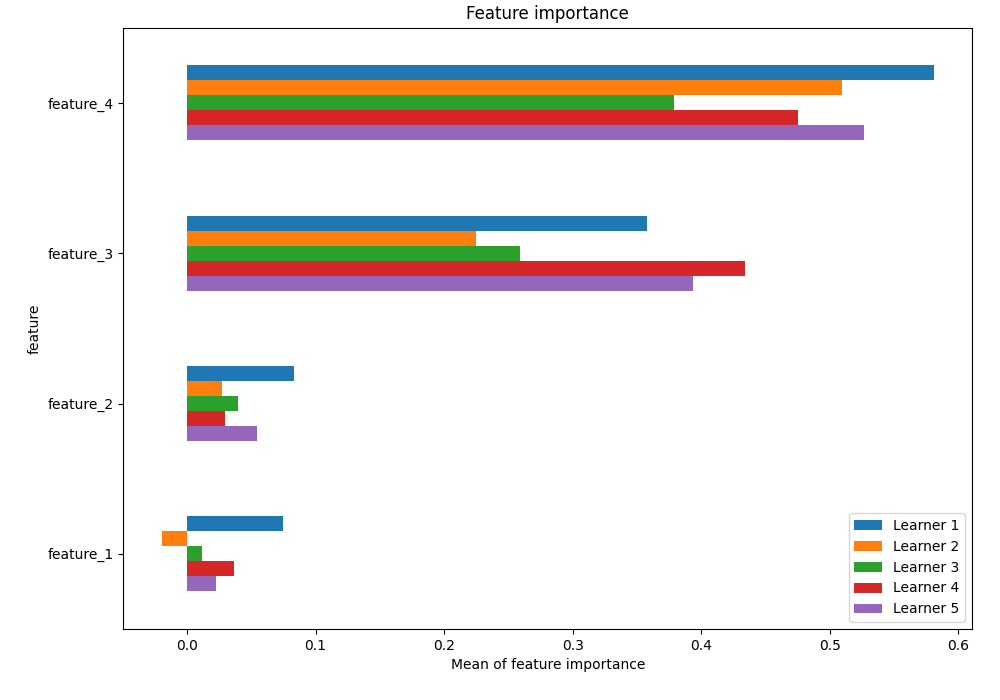 Feature importance
feature_4
feature_3
feature_2
feature_1
feature
Learner 1
Learner 2
Learner 3
Learner 4
Learner 5
0.0 0.1 0.2 0.3 0.4 0.5 0.6
Mean of feature importance